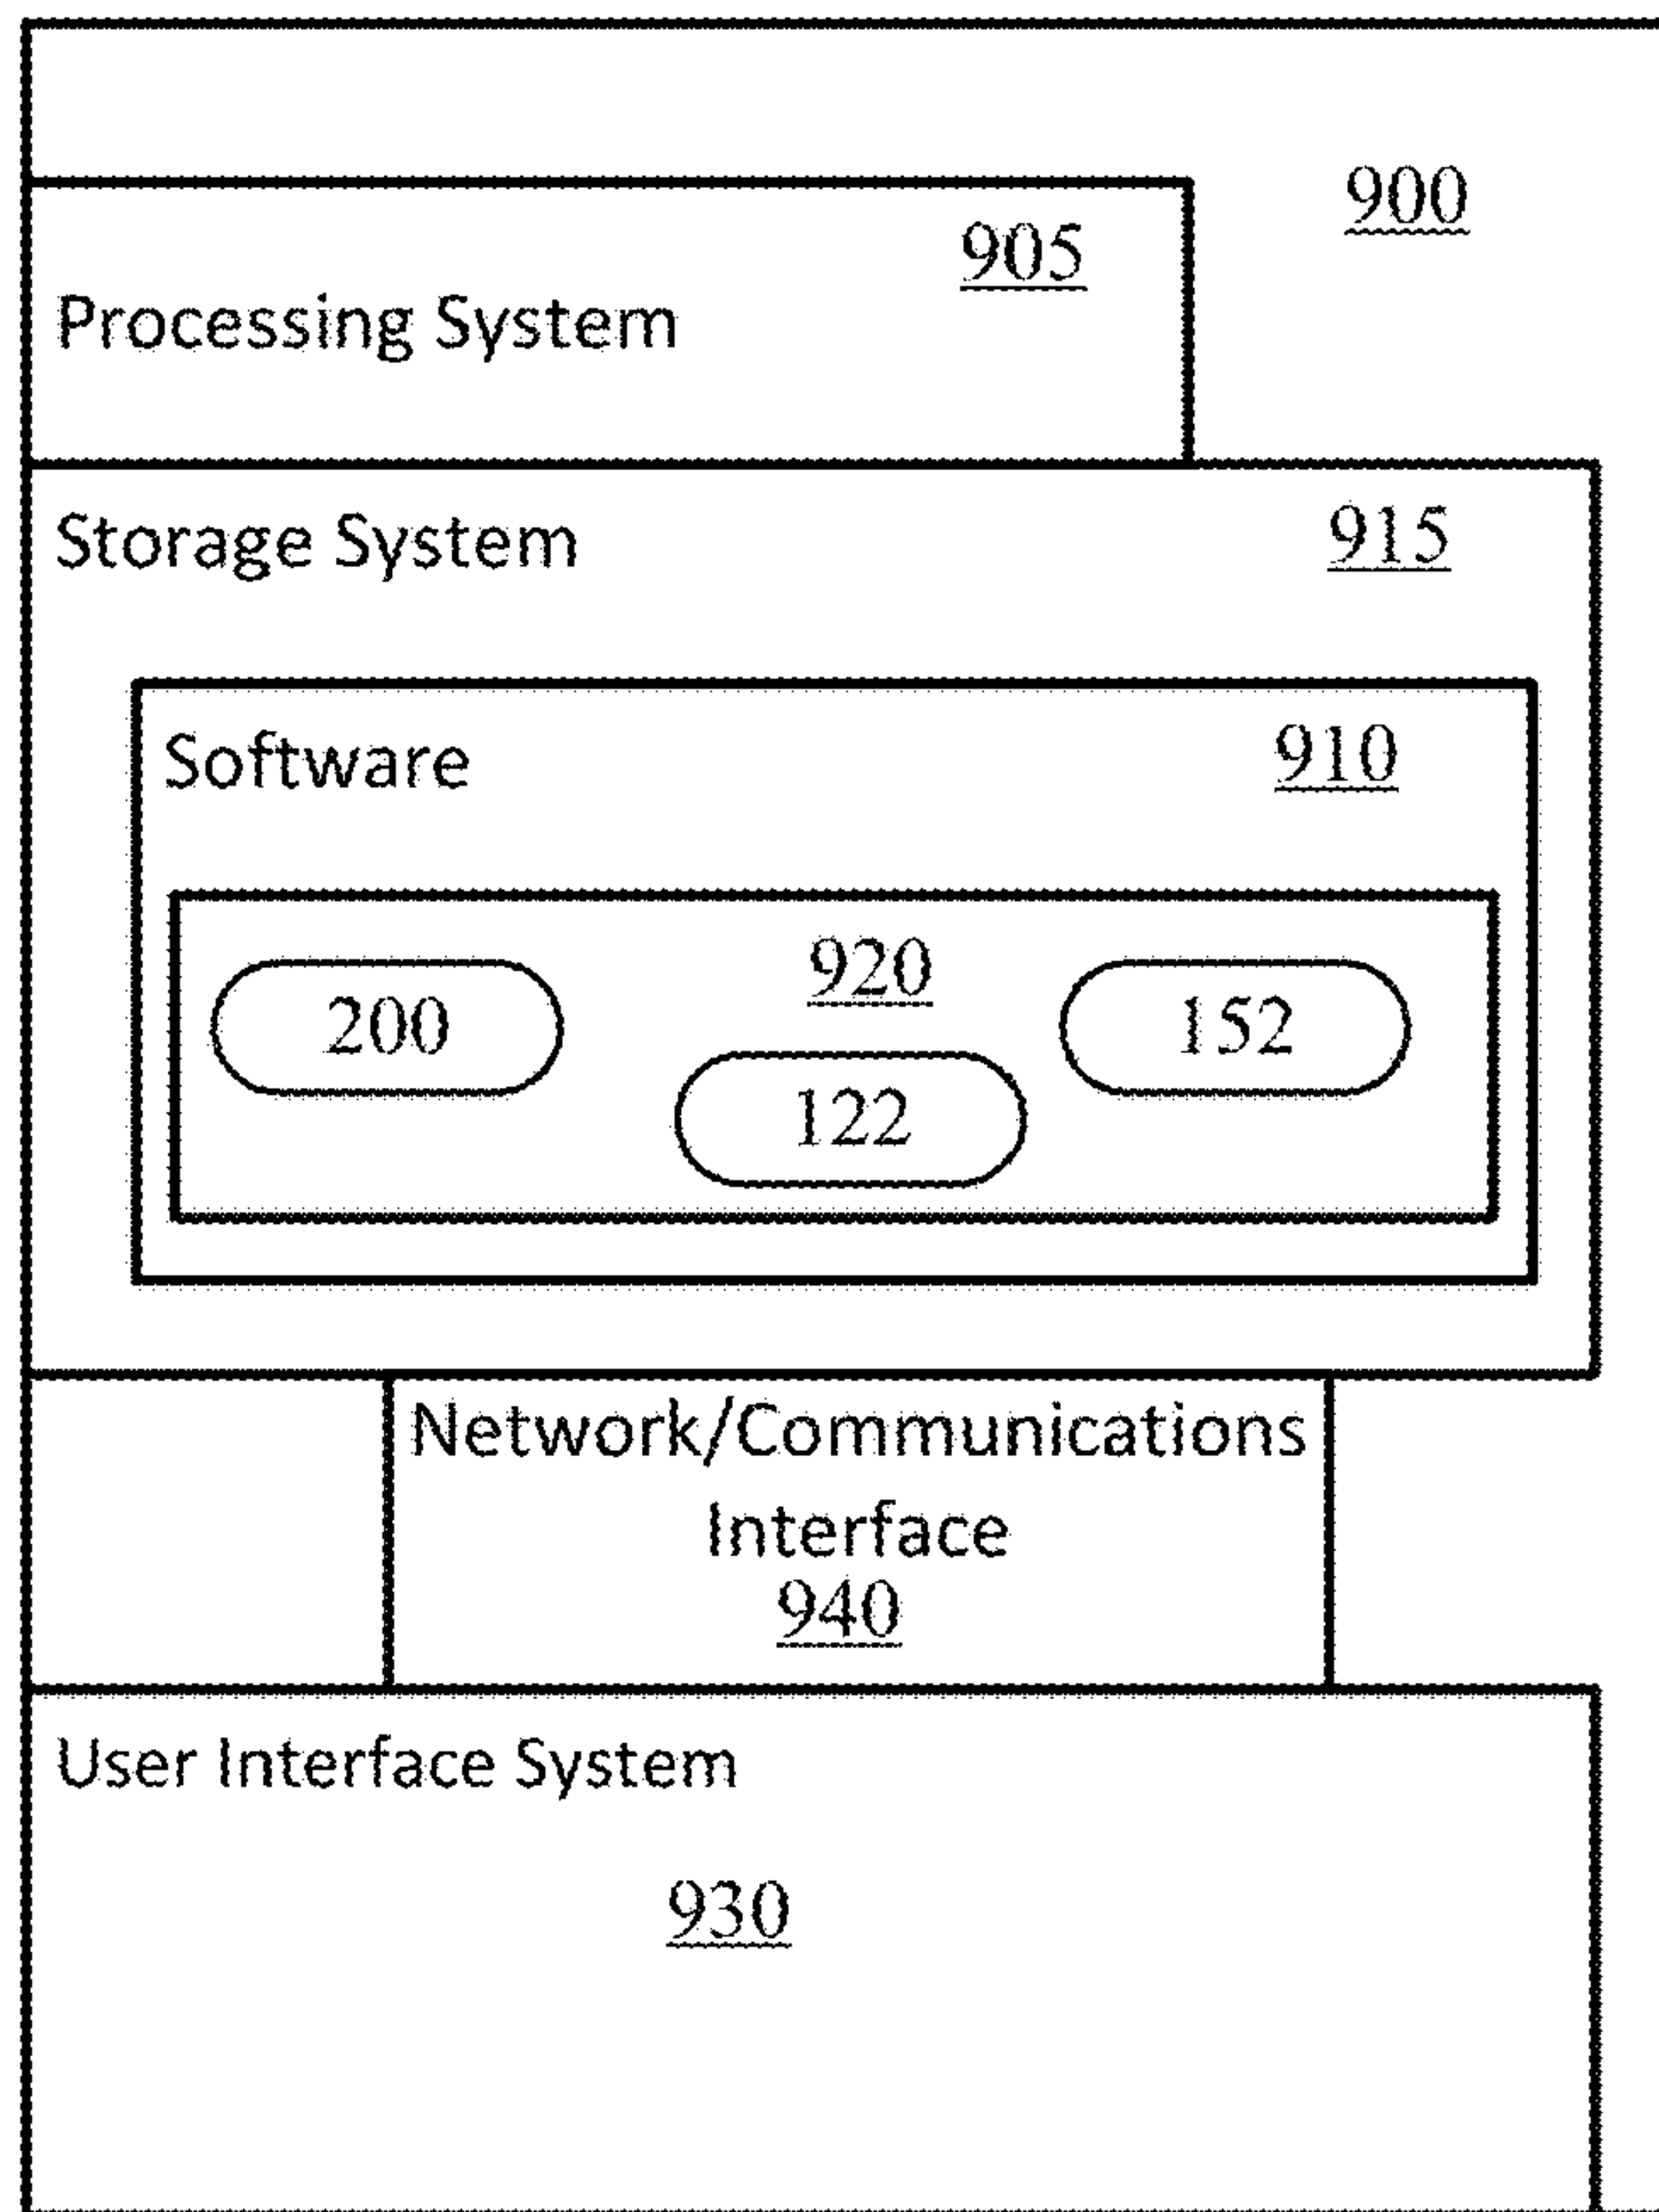 900
905
Processing System
Storage System 915
Software 910
920
200 152
122
Network/Communications
Interface
940
User Interface System
930